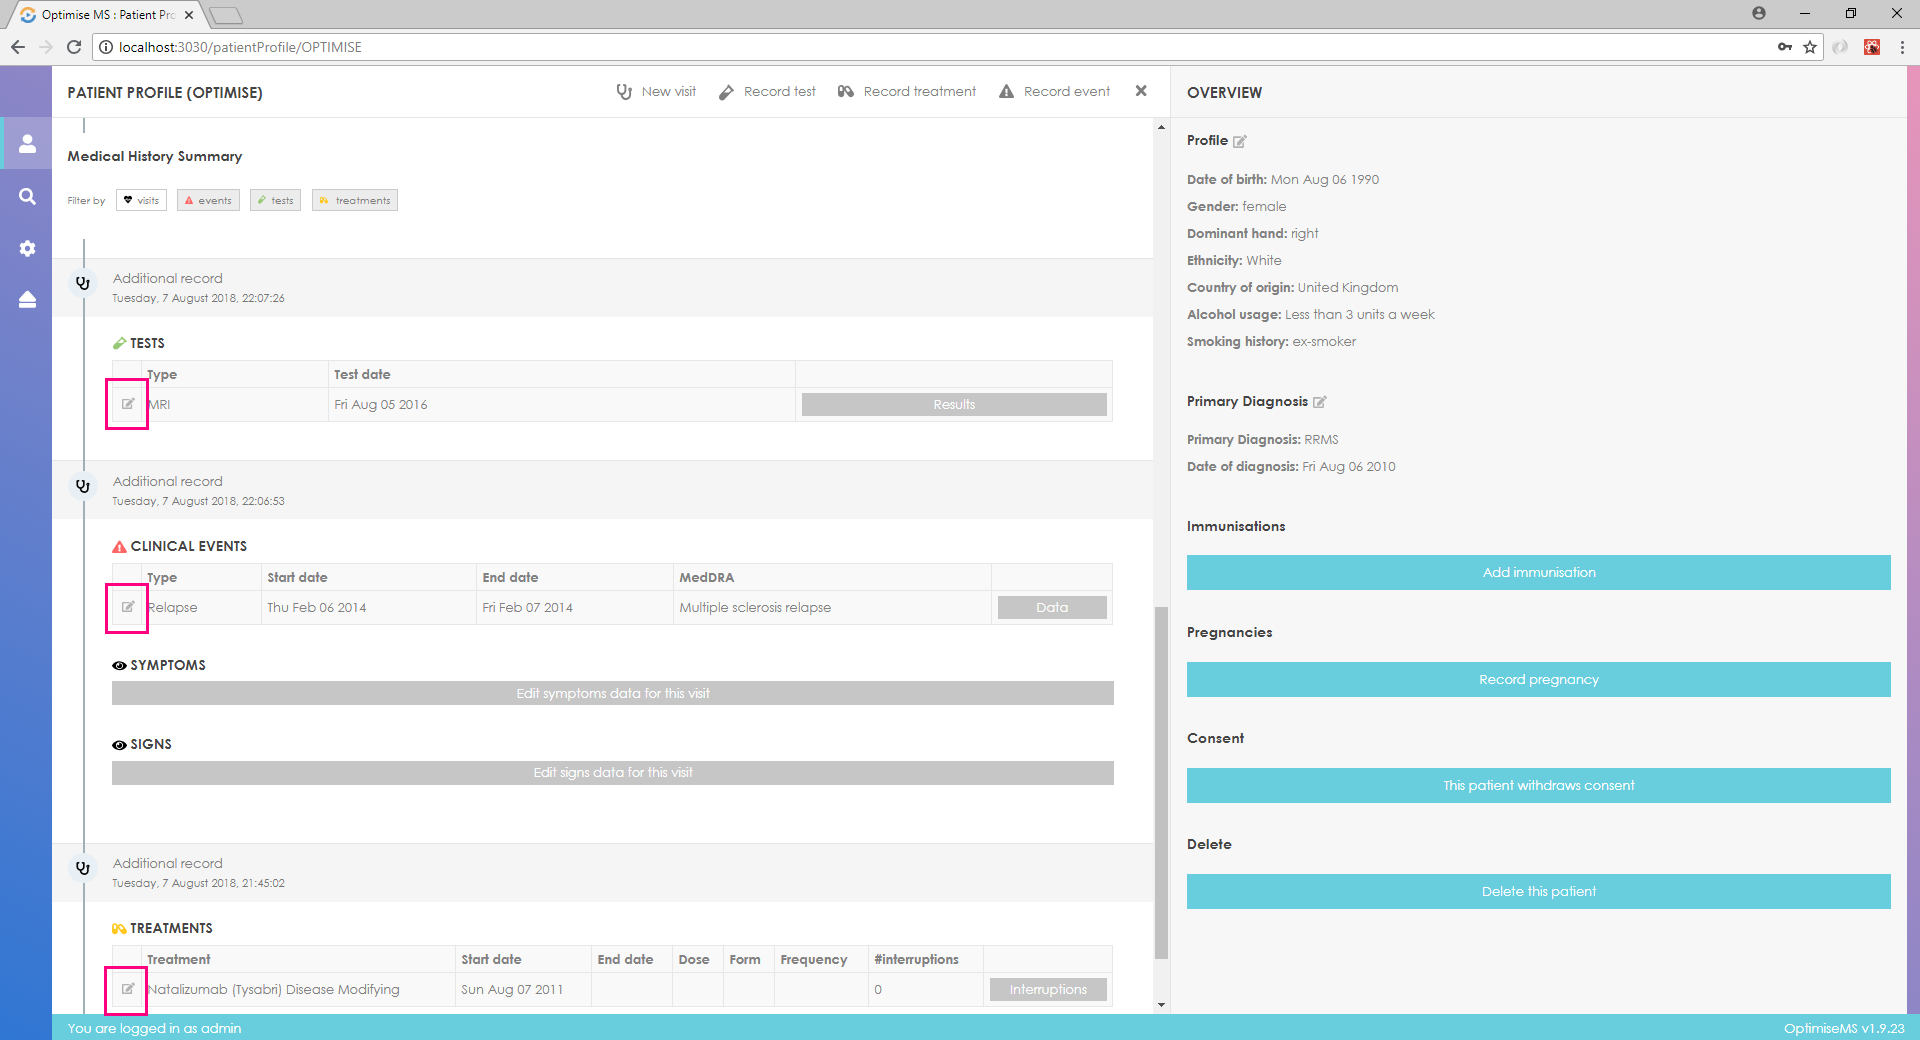 Optimise MS : Patient Pro
localhost:3030/patientProfile/OPTIMISE
PATIENT PROFILE (OPTIMISE)
New visit
Record test
Record treatment
Record event
Medical History Summary
Filter by visits events tests treatments
Additional record
Tuesday, 7 August 2018, 22:07:26
TESTS
Type Test date
MRI Fri Aug 05 2016 Results
Additional record
Tuesday, 7 August 2018, 22:06:53
CLINICAL EVENTS
Type Start date End date MedDRA
Relapse Thu Feb 06 2014 Fri Feb 07 2014 Multiple sclerosis relapse Data
SYMPTOMS
Edit symptoms data for this visit
SIGNS
Edit signs data for this visit
Additional record
Tuesday, 7 August 2018, 21:45:02
TREATMENTS
Treatment Start date End date Dose Form Frequency #interruptions
Natalizumab (Tysabri) Disease Modifying Sun Aug 07 2011 0 Interruptions
OVERVIEW
Profile
Date of birth: Mon Aug 06 1990
Gender: female
Dominant hand: right
Ethnicity: White
Country of origin: United Kingdom
Alcohol usage: Less than 3 units a week
Smoking history: ex-smoker
Primary Diagnosis
Primary Diagnosis: RRMS
Date of diagnosis: Fri Aug 06 2010
Immunisations
Add immunisation
Pregnancies
Record pregnancy
Consent
This patient withdraws consent
Delete
Delete this patient
You are logged in as admin
OptimiseMS v1.9.23